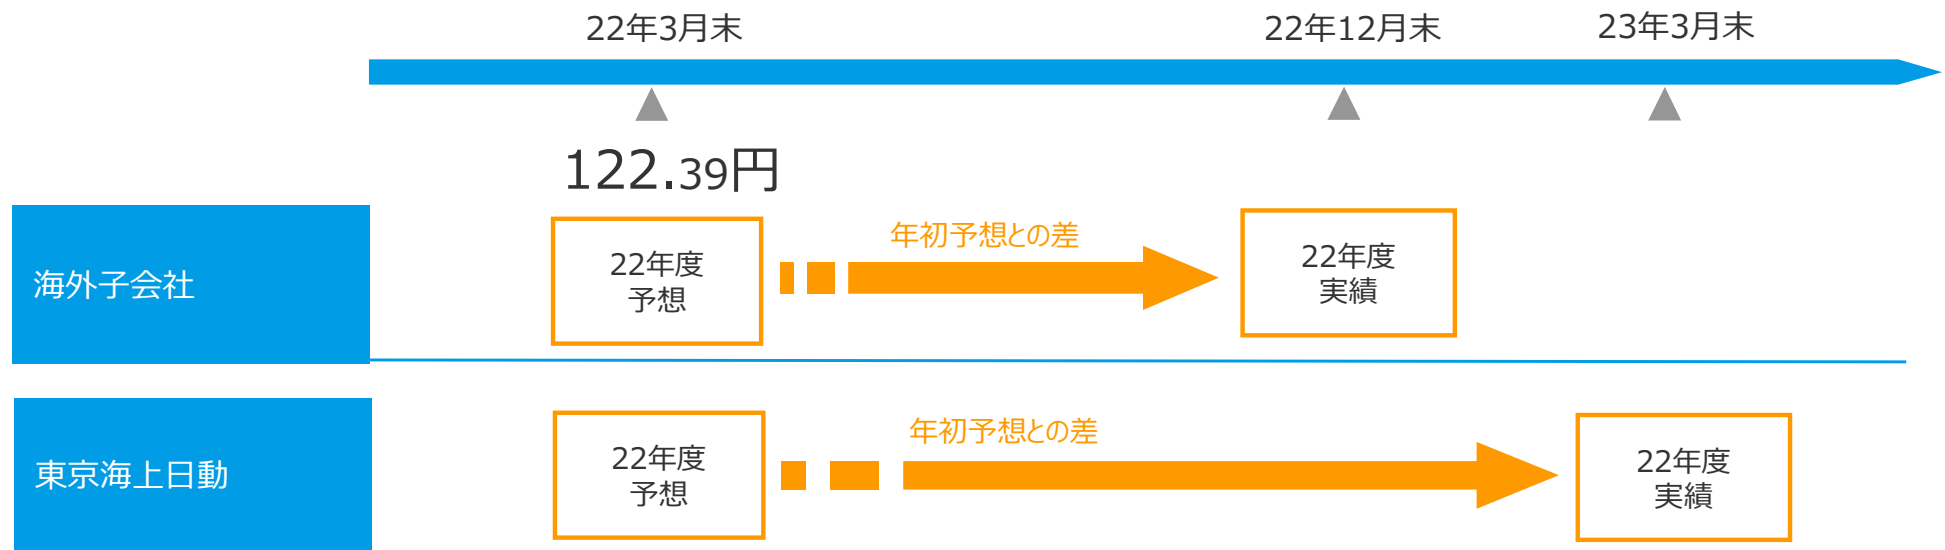 22年3月末
22年12月末
23年3月末
122.39円
海外子会社
22年度
予想
年初予想との差
22年度
実績
東京海上日動
22年度
予想
年初予想との差
22年度
実績